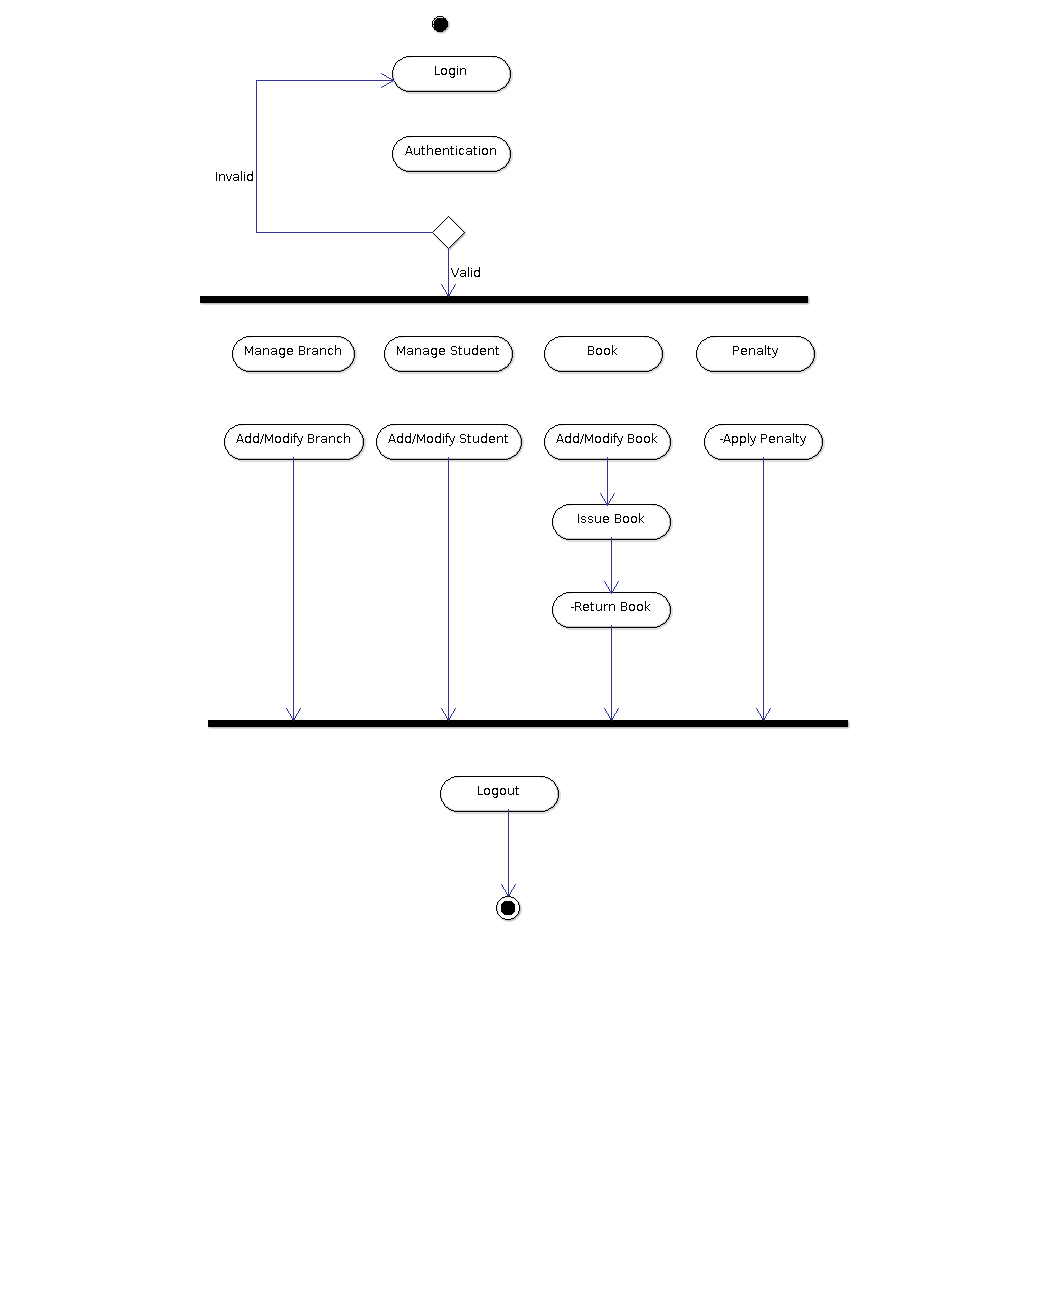 Login
Authentication
Invalid
Valid
Manage Branch
Manage Student
Book
Penalty
Add/Modify Branch
Add/Modify Student
Add/Modify Book
-Apply Penalty
Issue Book
-Return Book
Logout